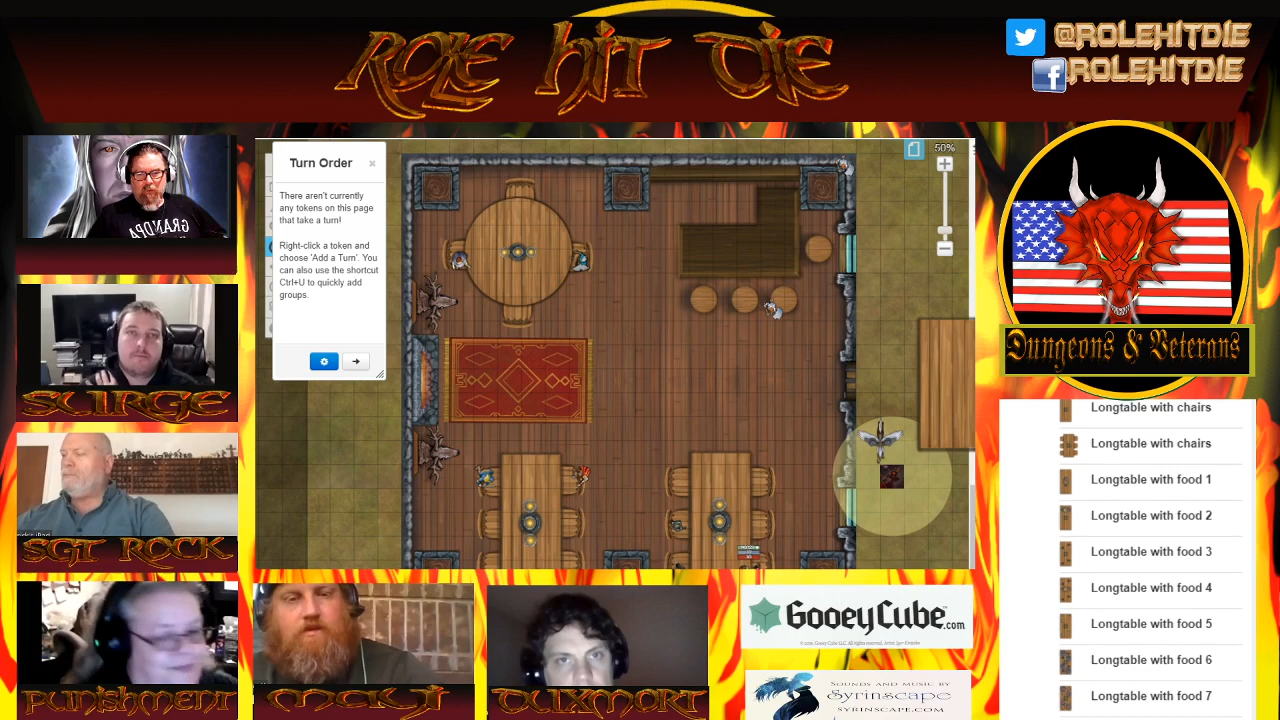 ROLE HIT DIE
@ROLEHITDIE
ROLEHITDIE
GRANDPA
Turn Order
There aren't currently
any tokens on this page
that take a turn!
Right-click a token and
choose 'Add a Turn'. You
can also use the shortcut
Ctrl+U to quickly add
groups.
50%
Dungeons & Veterans
SURGE
SGT ROCK
PUNISHMENT
DUIXMORT
GooeyCube.com
SOUNDS AND MUSIC BY
Syrinscape
SYRINSCAPE.COM
Longtable with chairs
Longtable with chairs
Longtable with food 1
Longtable with food 2
Longtable with food 3
Longtable with food 4
Longtable with food 5
Longtable with food 6
Longtable with food 7